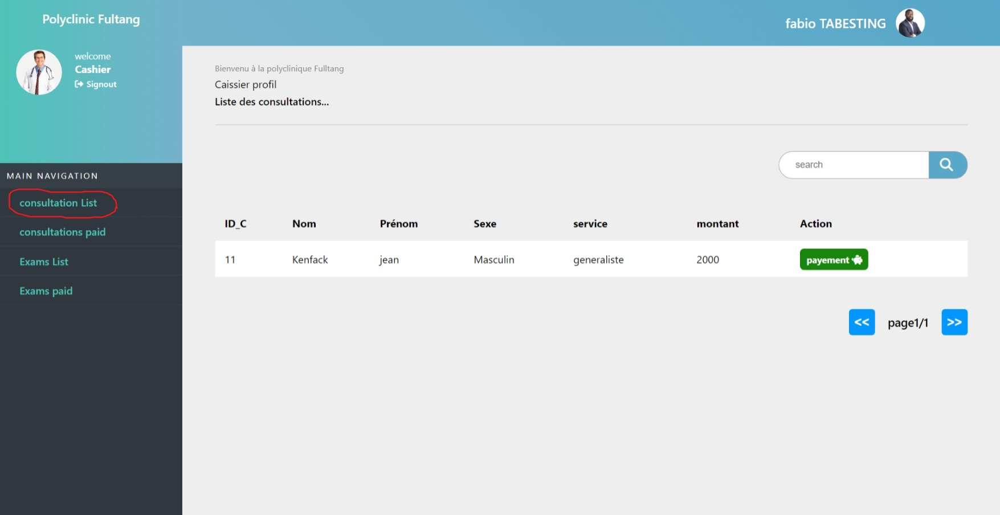 Polyclinic Fultang
fabio TABESTING
welcome
Cashier
Signout
Bienvenu à la polyclinique Fulltang
Caissier profil
Liste des consultations...
MAIN NAVIGATION
consultation List
consultations paid
Exams List
Exams paid
search
ID_C Nom Prénom Sexe service montant Action
11 Kenfack jean Masculin generaliste 2000 payement
<< page1/1 >>